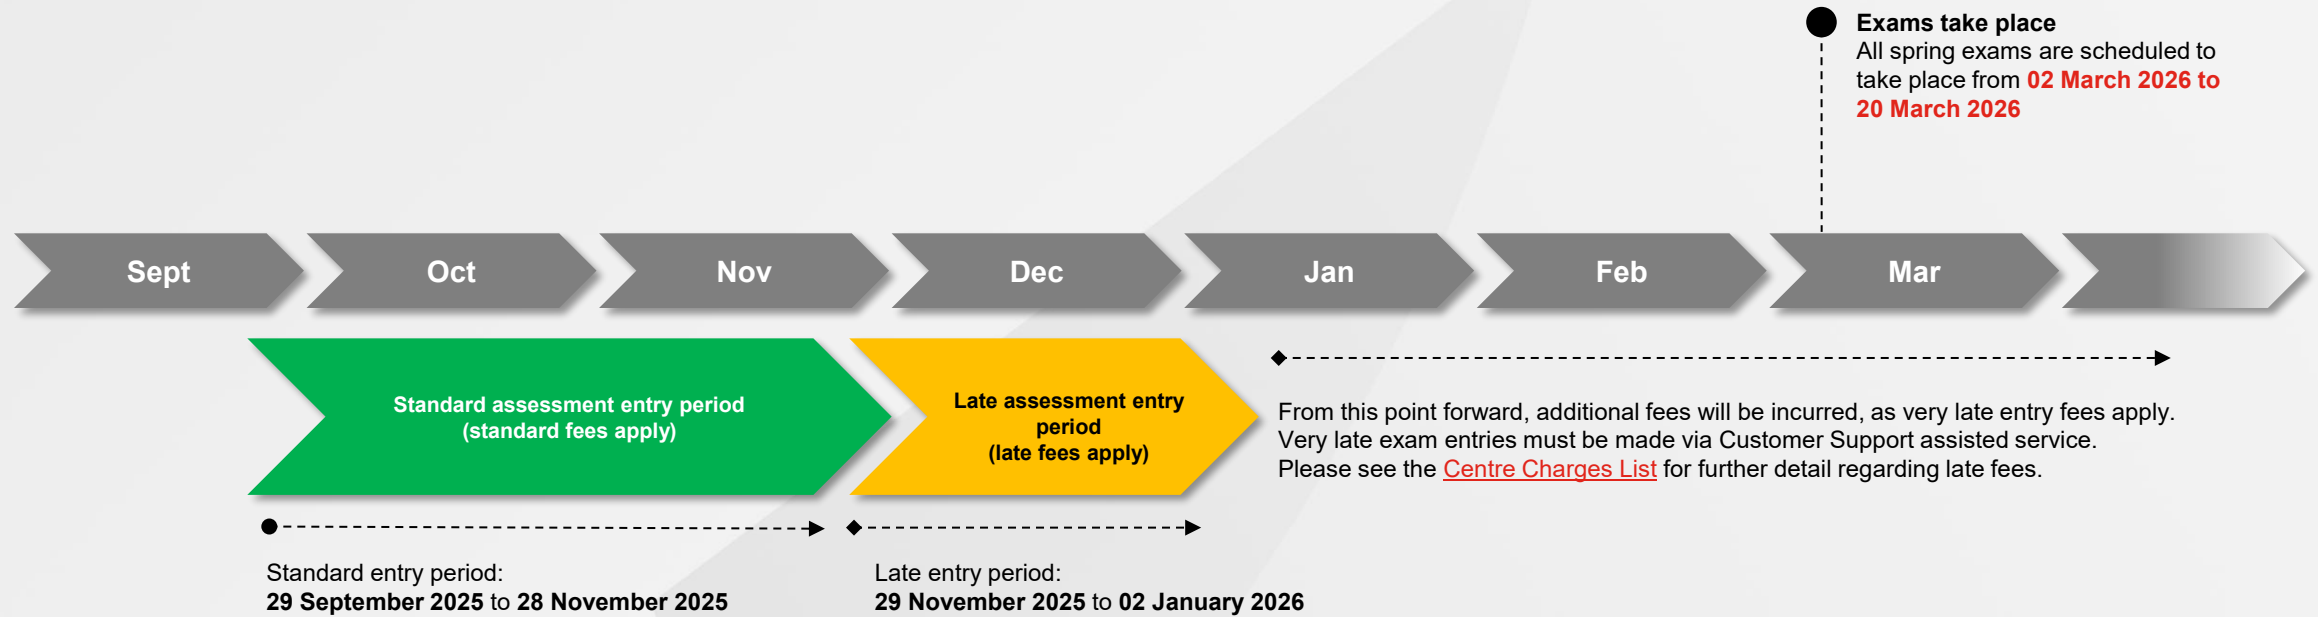 Exams take place
All spring exams are scheduled to
take place from 02 March 2026 to
20 March 2026
Sept
Oct
Nov
Dec
Jan
Feb
Mar
Standard assessment entry period
(standard fees apply)
Late assessment entry
period
(late fees apply)
From this point forward, additional fees will be incurred, as very late entry fees apply.
Very late exam entries must be made via Customer Support assisted service.
Please see the Centre Charges List for further detail regarding late fees.
Standard entry period:
29 September 2025 to 28 November 2025
Late entry period:
29 November 2025 to 02 January 2026